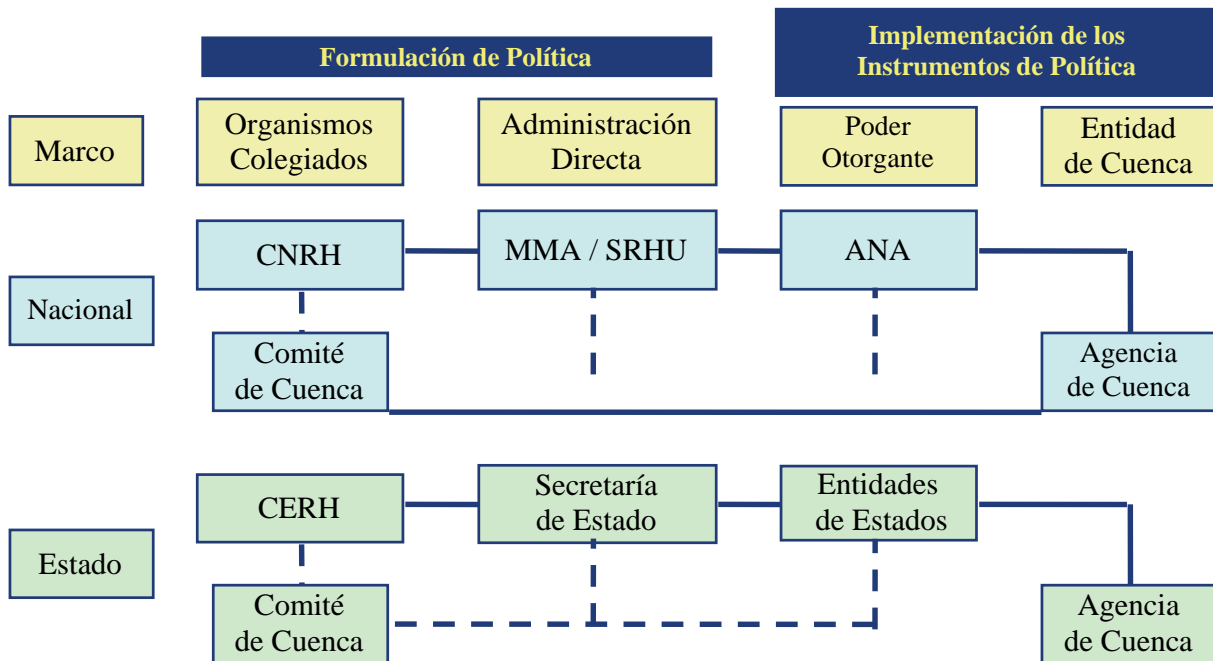 Formulación de Política
Implementación de los
Instrumentos de Política
Marco
Organismos
Colegiados
Administración
Directa
Poder
Otorgante
Entidad
de Cuenca
Nacional
CNRH
MMA / SRHU
ANA
Comité
de Cuenca
Agencia
de Cuenca
Estado
CERH
Secretaría
de Estado
Entidades
de Estados
Comité
de Cuenca
Agencia
de Cuenca